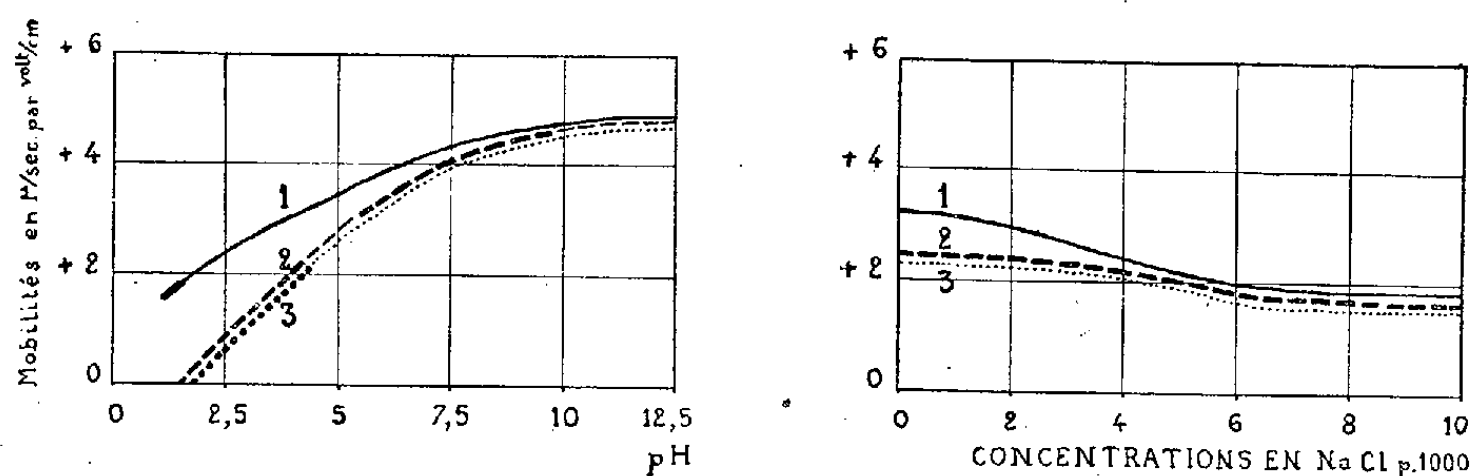 Mobilités en µ/sec. par volt/cm
+ 6
+ 4
+ 2
0
1
2
3
0 2,5 5 7,5 10 12,5
pH
+ 6
+ 4
+ 2
0
1
2
3
0 2 4 6 8 10
CONCENTRATIONS EN Na Cl p.1000